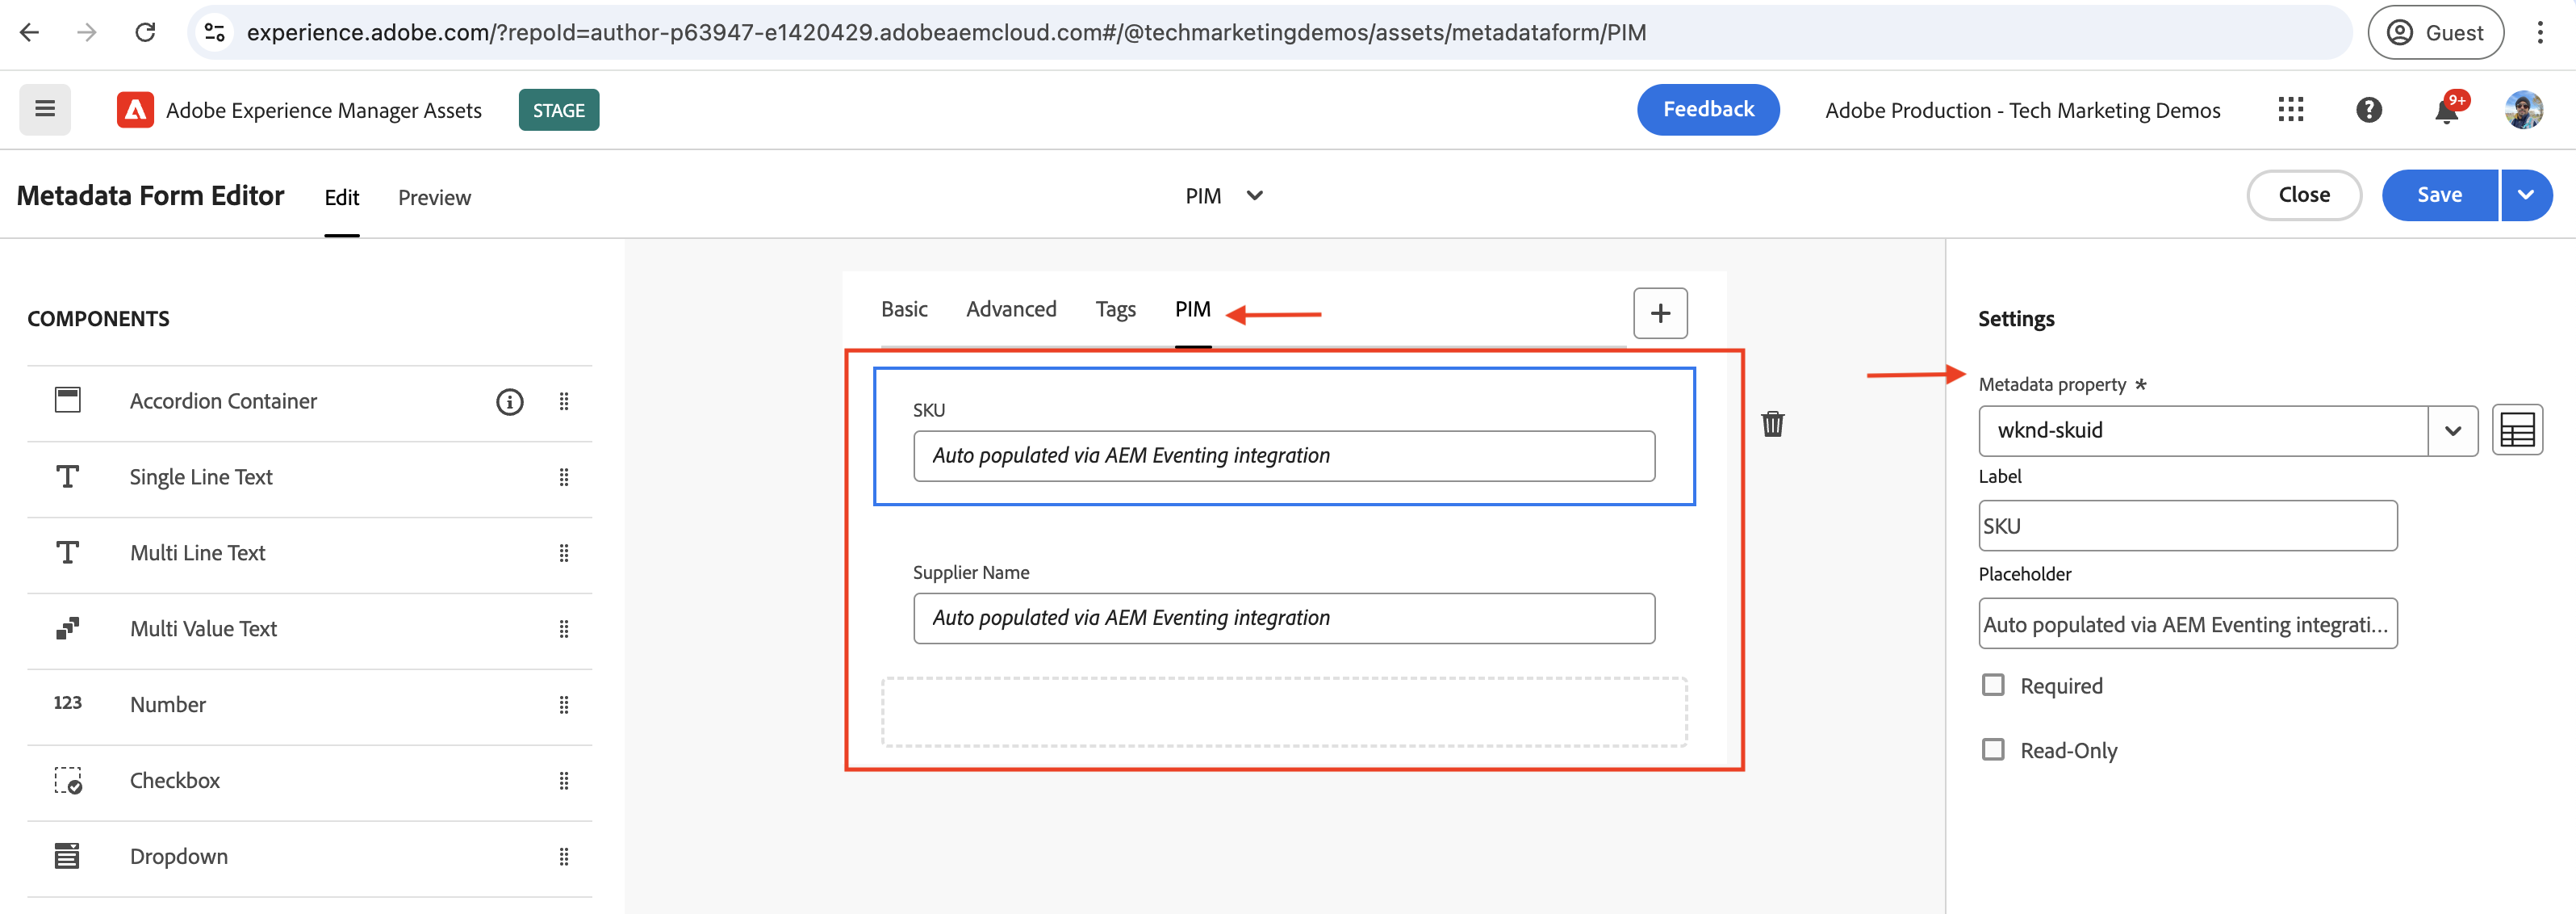 experience.adobe.com/?repoId=author-p63947-e1420429.adobeaemcloud.com#/@techmarketingdemos/assets/metadataform/PIM
Guest
Adobe Experience Manager Assets
STAGE
Feedback
Adobe Production - Tech Marketing Demos
?
9+
Metadata Form Editor
Edit
Preview
PIM
Close
Save
COMPONENTS
Accordion Container
Single Line Text
Multi Line Text
Multi Value Text
123
Number
Checkbox
Dropdown
Basic
Advanced
Tags
PIM
+
SKU
Auto populated via AEM Eventing integration
Supplier Name
Auto populated via AEM Eventing integration
Settings
Metadata property *
wknd-skuid
Label
SKU
Placeholder
Auto populated via AEM Eventing integrati...
Required
Read-Only